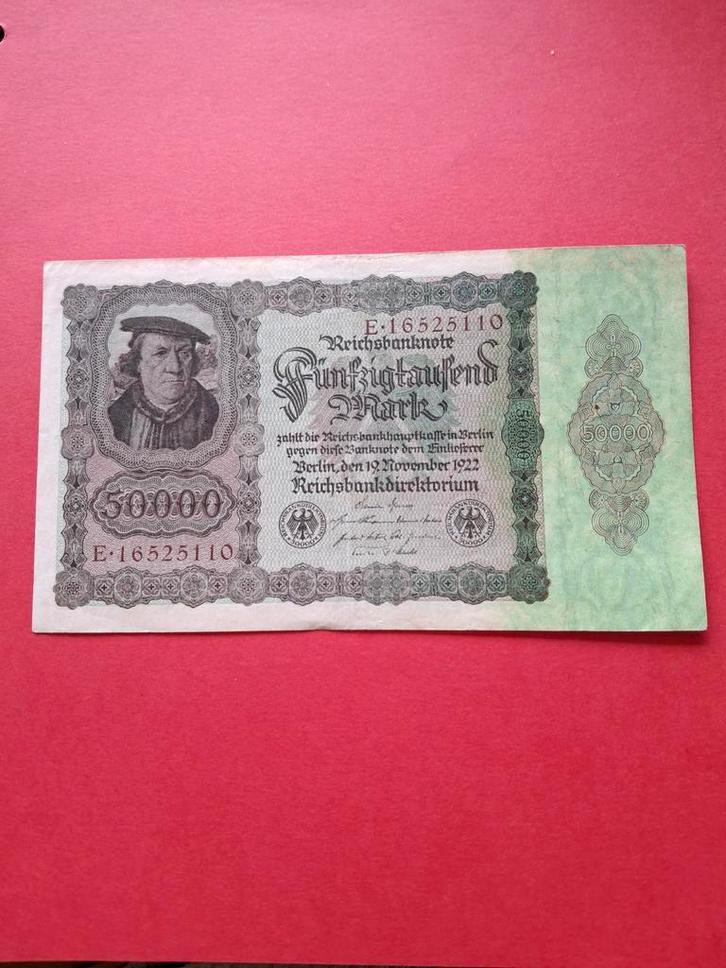 E·16525110
Reichsbanknote
Fünfzigtausend
Mark
zahlt die Reichsbankhauptkasse in Berlin
gegen diese Banknote dem Einlieferer
Berlin, den 19. November 1922
Reichsbankdirektorium
50000
E·16525110
50000
50000